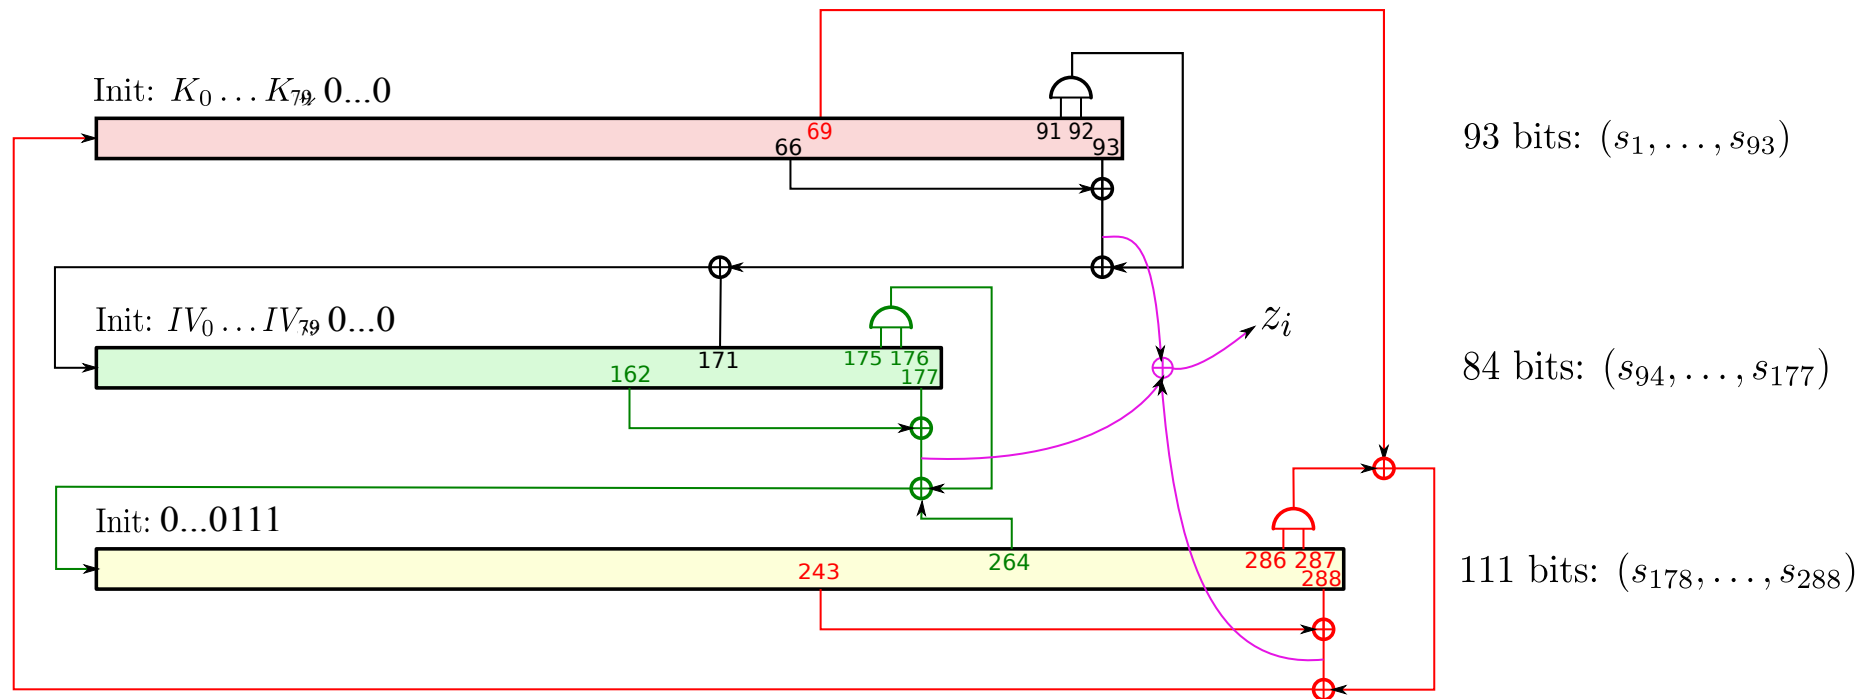 Init: K₀ … K₇₉, 0...0
69
91 92
66
93
93 bits: (s₁, …, s₉₃)
Init: IV₀ … IV₇₉, 0...0
zᵢ
171
175 176
162
177
84 bits: (s₉₄, …, s₁₇₇)
Init: 0...0111
286 287
264
243
288
111 bits: (s₁₇₈, …, s₂₈₈)